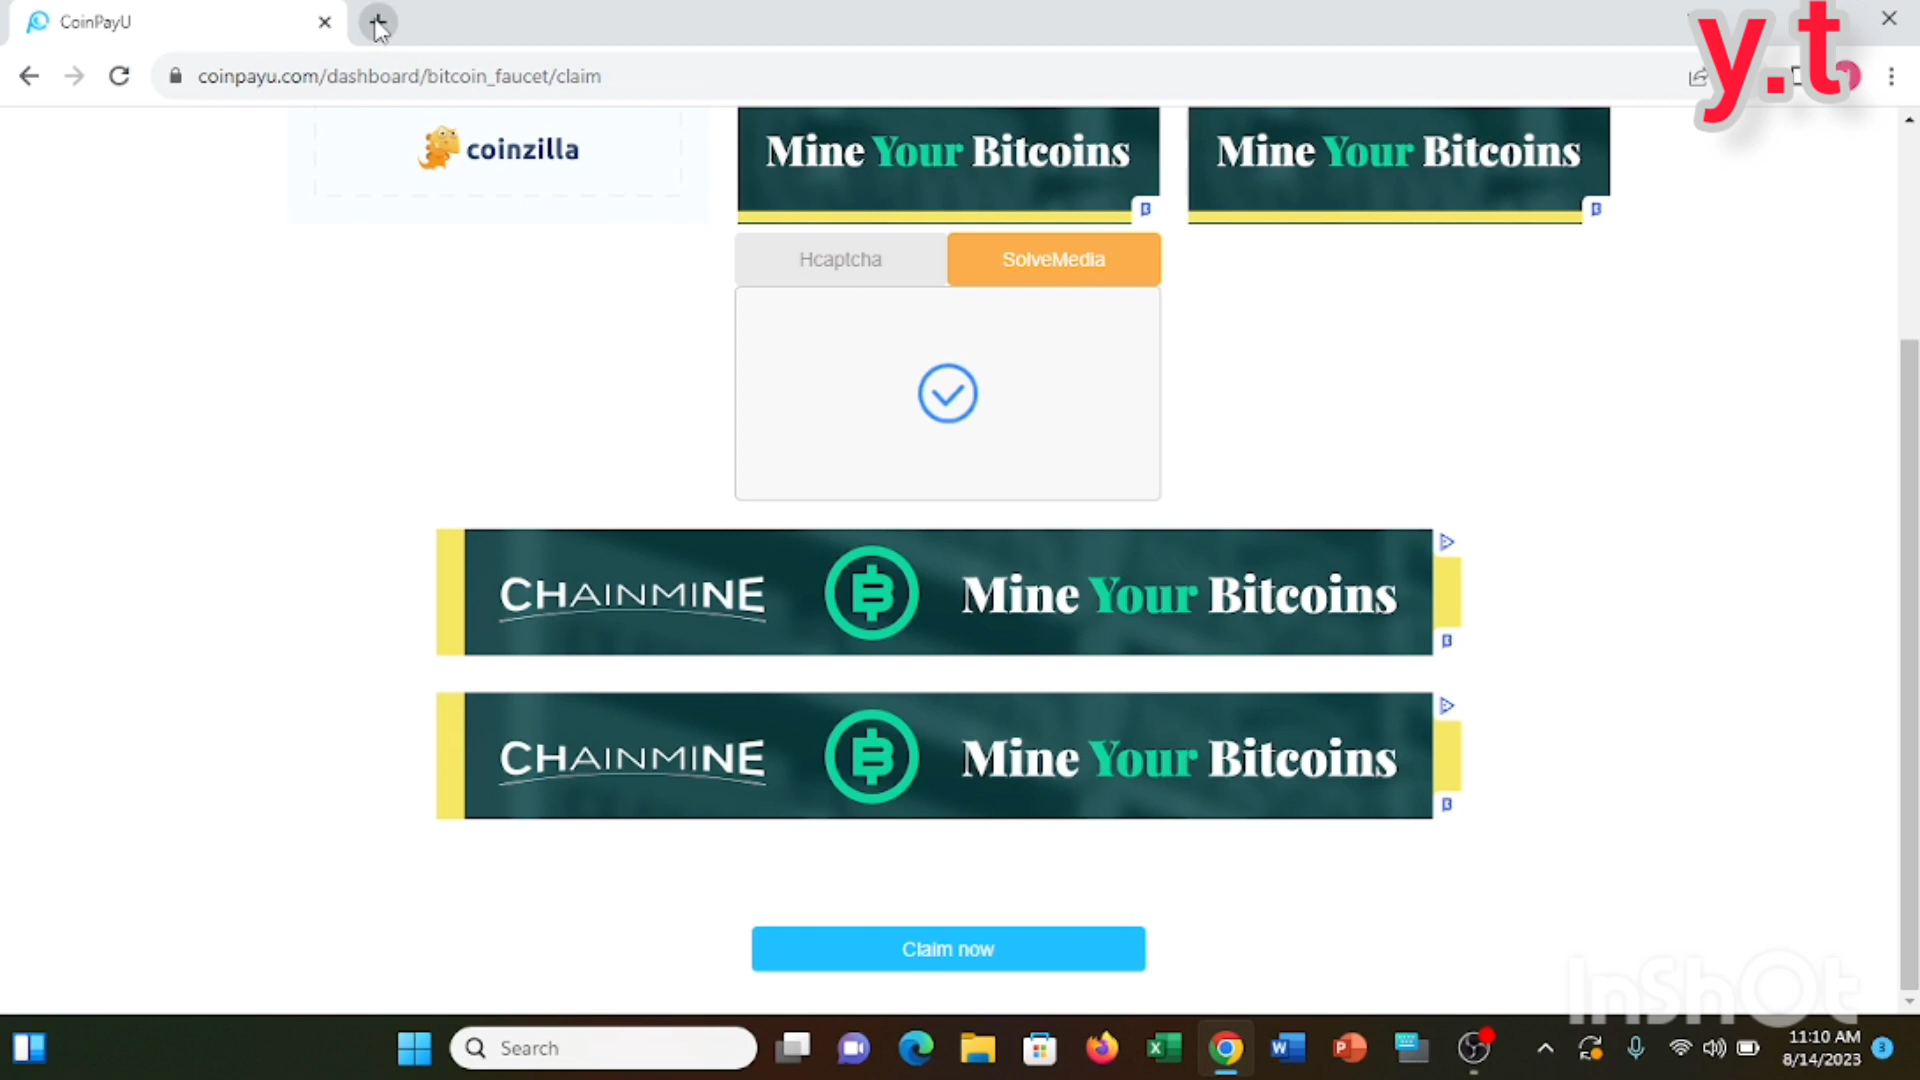 CoinPayU
y.t
coinpayu.com/dashboard/bitcoin_faucet/claim
coinzilla
Mine Your Bitcoins
Mine Your Bitcoins
Hcaptcha
SolveMedia
CHAINMINE
Mine Your Bitcoins
CHAINMINE
Mine Your Bitcoins
Claim now
InShOt
Search
11:10 AM
8/14/2023
3